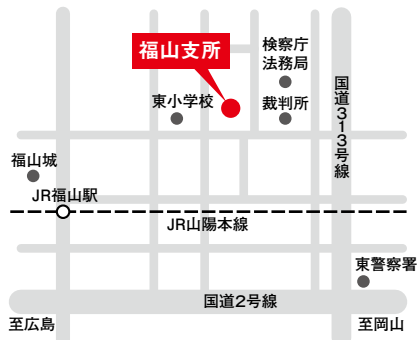 福山支所
検察庁
法務局
東小学校
裁判所
国道313号線
福山城
JR福山駅
JR山陽本線
東警察署
国道2号線
至広島
至岡山